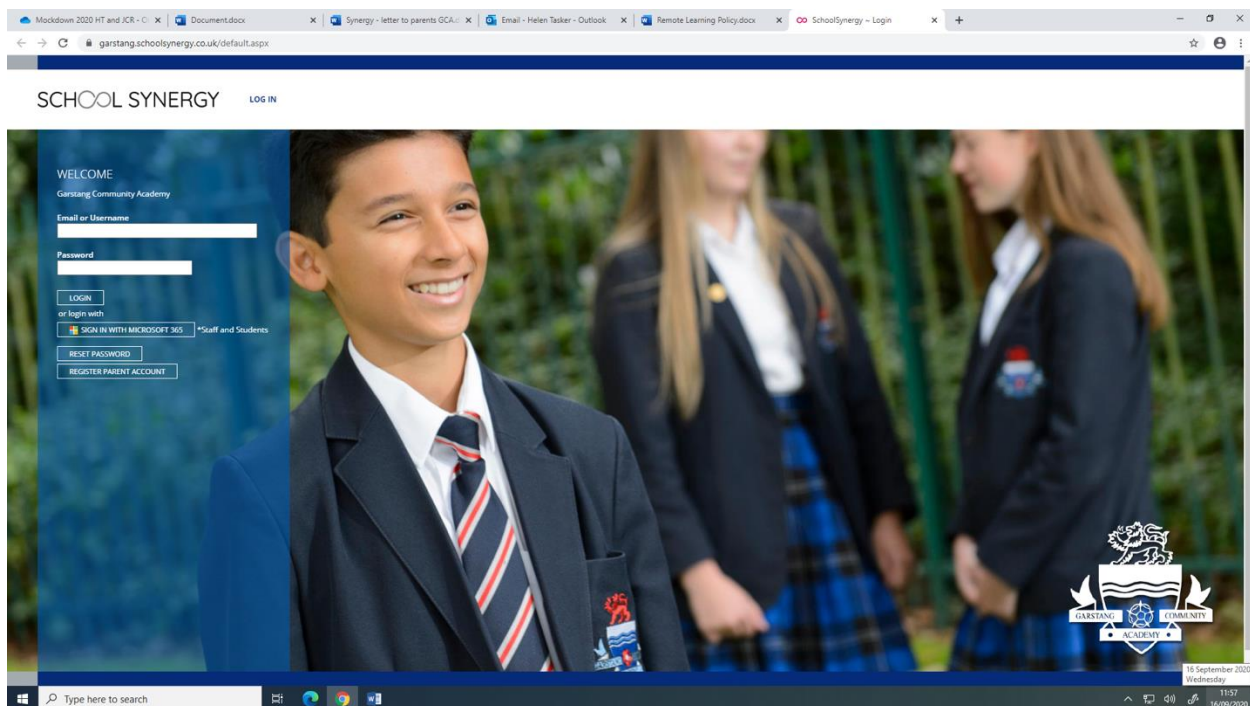 Mockdown 2020 HT and JCR - C
Document.docx
Synergy - letter to parents GCA.
Email - Helen Tasker - Outlook
Remote Learning Policy.docx
SchoolSynergy – Login
garstang.schoolsynergy.co.uk/default.aspx
SCHOOL SYNERGY
LOG IN
WELCOME
Garstang Community Academy
Email or Username
Password
LOGIN
or login with
SIGN IN WITH MICROSOFT 365 *Staff and Students
RESET PASSWORD
REGISTER PARENT ACCOUNT
GARSTANG COMMUNITY
• ACADEMY •
16 September 2020
Wednesday
Type here to search
11:57
16/09/2020